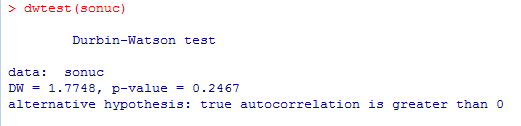 > dwtest(sonuc)
Durbin-Watson test
data:  sonuc
DW = 1.7748, p-value = 0.2467
alternative hypothesis: true autocorrelation is greater than 0